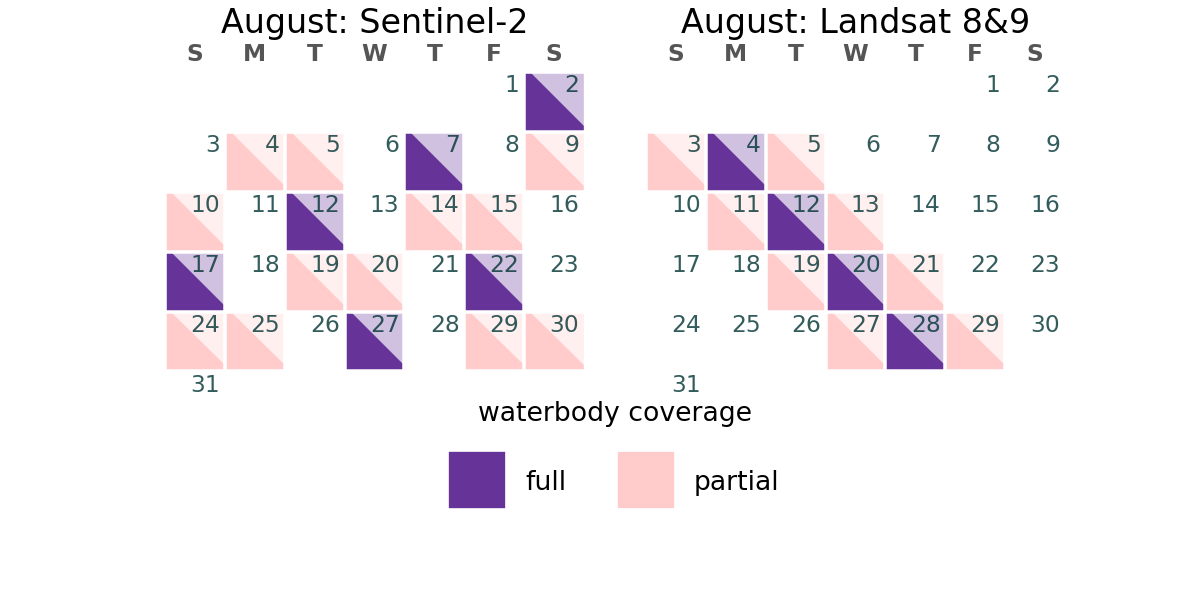 August: Sentinel-2
S M T W T F S
1 2
3 4 5 6 7 8 9
10 11 12 13 14 15 16
17 18 19 20 21 22 23
24 25 26 27 28 29 30
31
August: Landsat 8&9
S M T W T F S
1 2
3 4 5 6 7 8 9
10 11 12 13 14 15 16
17 18 19 20 21 22 23
24 25 26 27 28 29 30
31
waterbody coverage
full partial